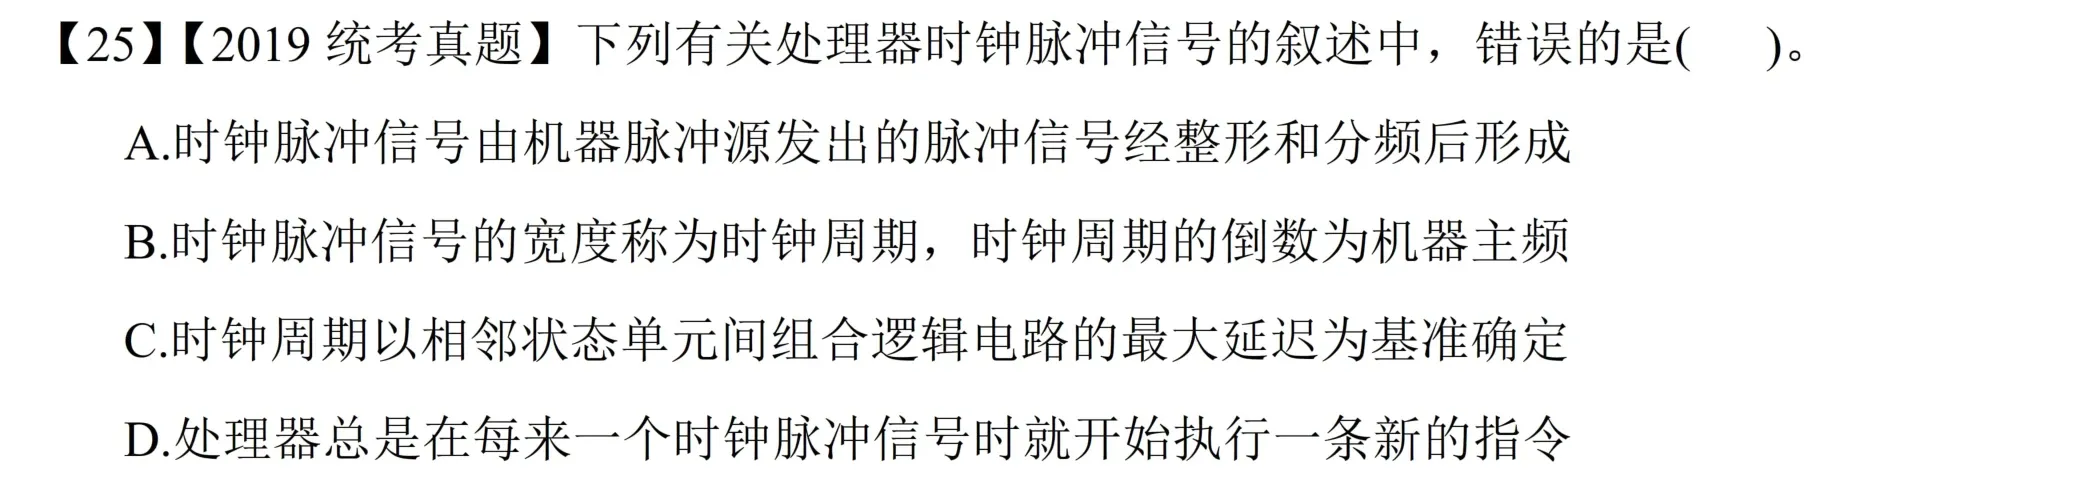 【25】【2019 统考真题】下列有关处理器时钟脉冲信号的叙述中，错误的是(　　)。
A.时钟脉冲信号由机器脉冲源发出的脉冲信号经整形和分频后形成
B.时钟脉冲信号的宽度称为时钟周期，时钟周期的倒数为机器主频
C.时钟周期以相邻状态单元间组合逻辑电路的最大延迟为基准确定
D.处理器总是在每来一个时钟脉冲信号时就开始执行一条新的指令